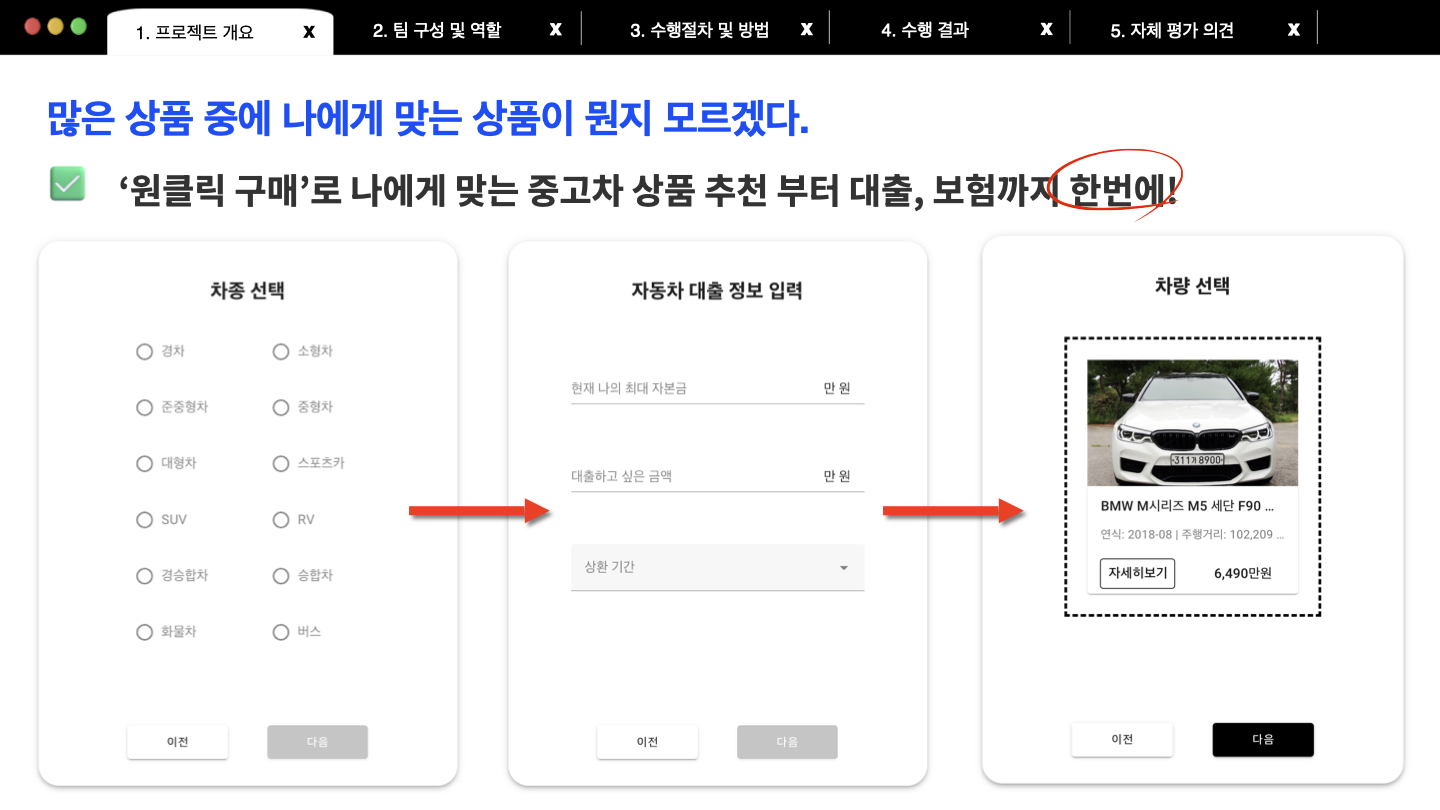 1. 프로젝트 개요 X
2. 팀 구성 및 역할 X
3. 수행절차 및 방법 X
4. 수행 결과 X
5. 자체 평가 의견 X
많은 상품 중에 나에게 맞는 상품이 뭔지 모르겠다.
‘원클릭 구매’로 나에게 맞는 중고차 상품 추천 부터 대출, 보험까지 한번에!
차종 선택
경차 소형차
준중형차 중형차
대형차 스포츠카
SUV RV
경승합차 승합차
화물차 버스
이전 다음
자동차 대출 정보 입력
현재 나의 최대 자본금 만 원
대출하고 싶은 금액 만 원
상환 기간
이전 다음
차량 선택
311가 8900
BMW M시리즈 M5 세단 F90 ...
연식: 2018-08 | 주행거리: 102,209 ...
자세히보기 6,490만원
이전 다음